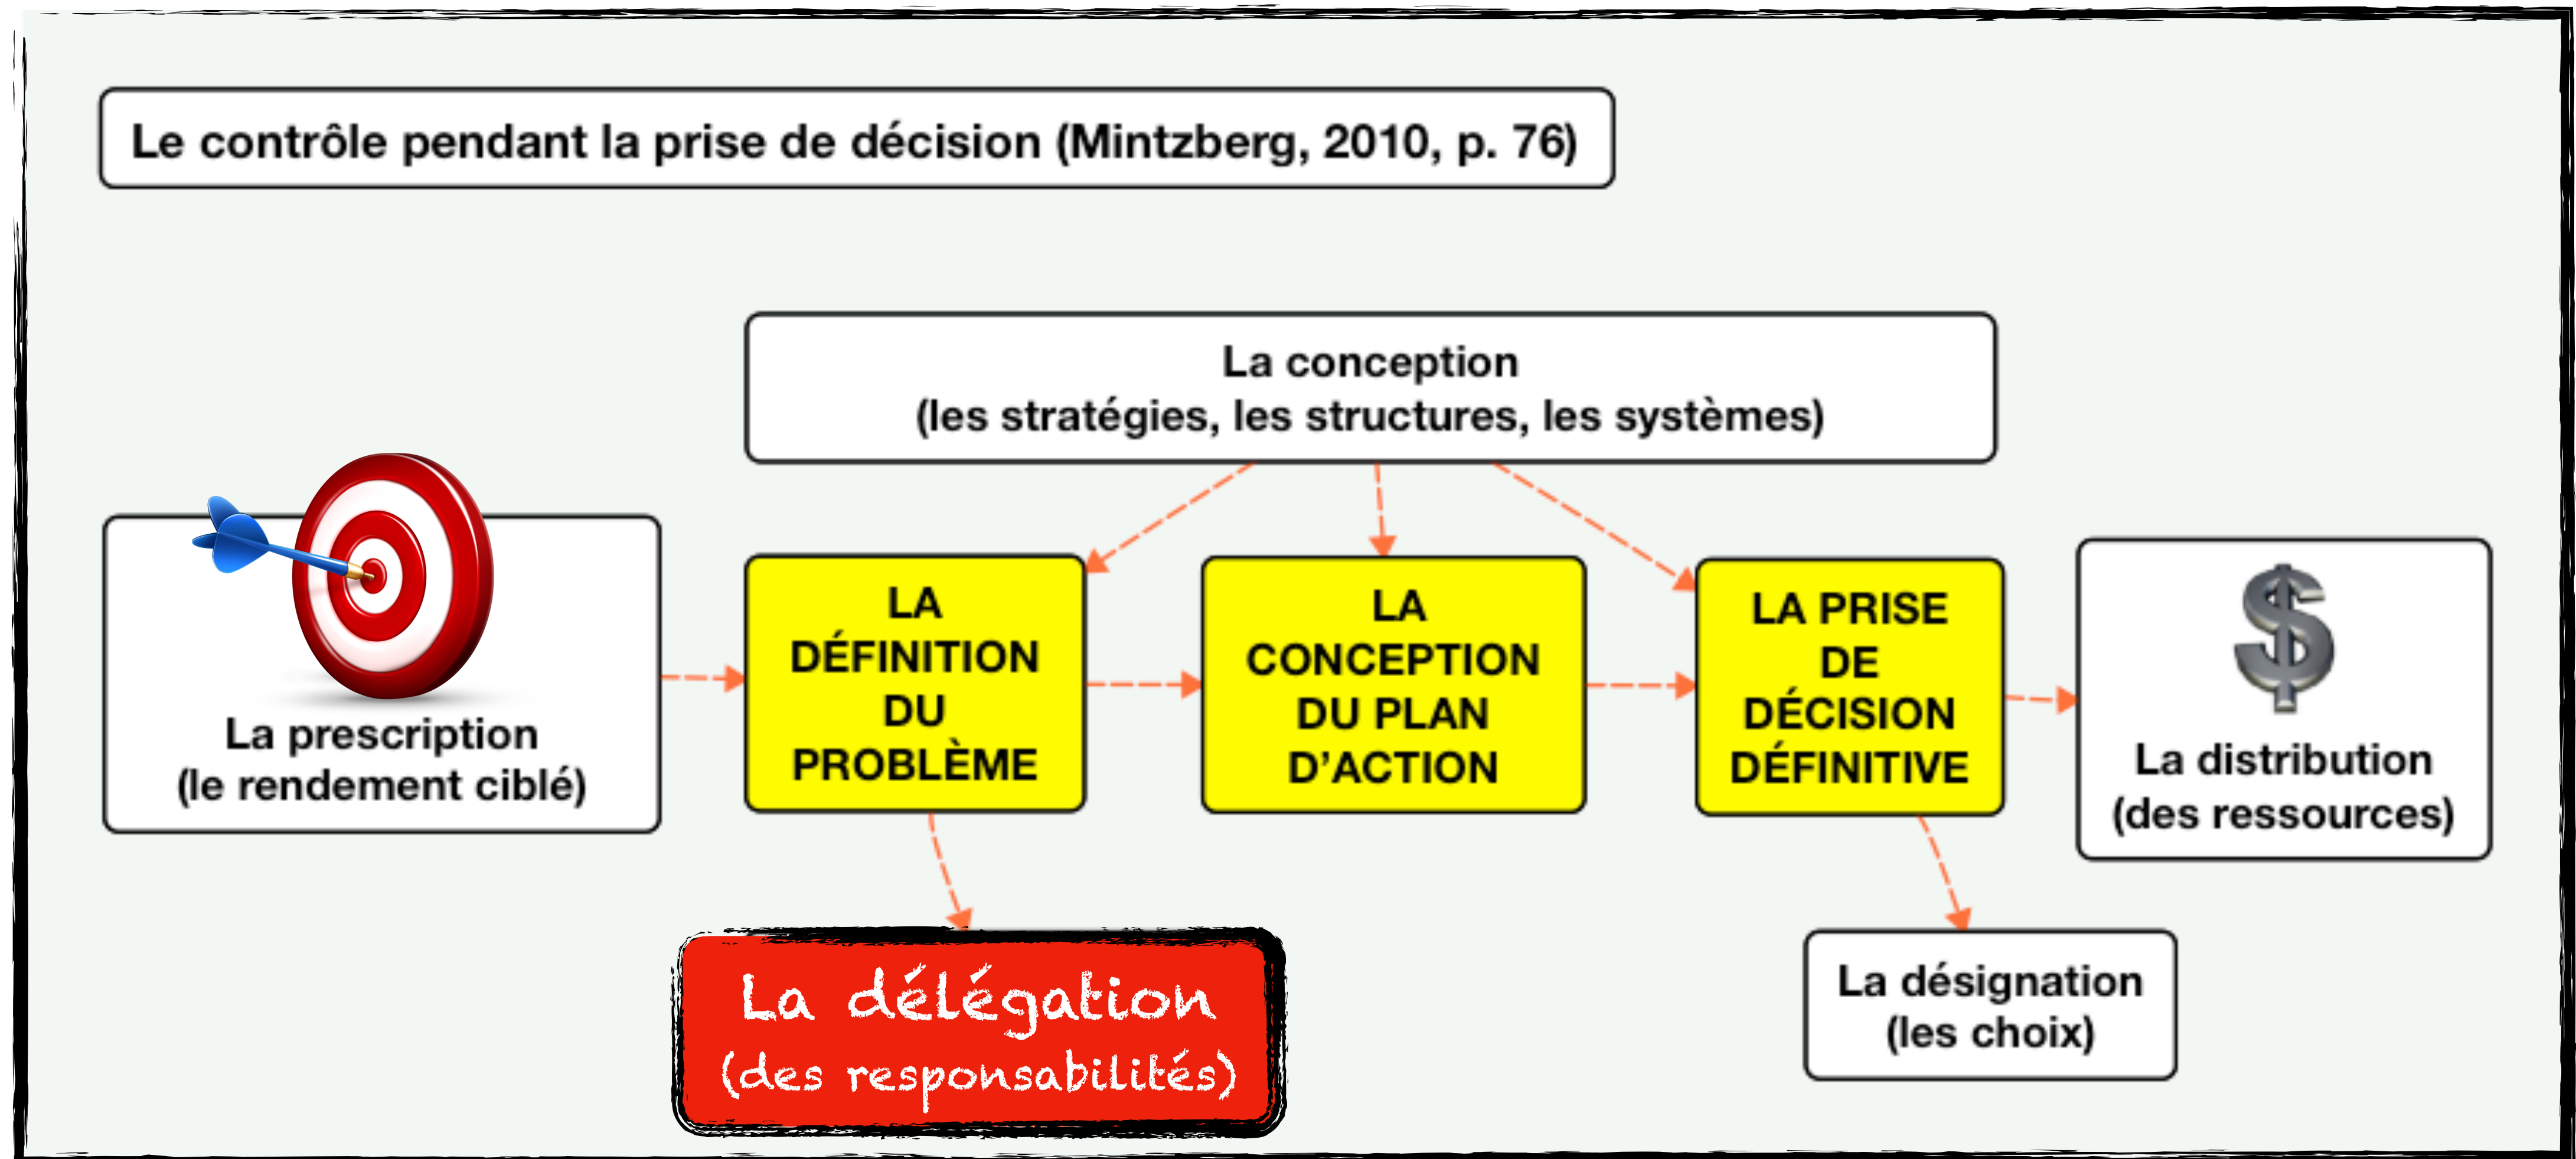 Le contrôle pendant la prise de décision (Mintzberg, 2010, p. 76)
La conception
(les stratégies, les structures, les systèmes)
La prescription
(le rendement ciblé)
LA
DÉFINITION
DU
PROBLÈME
LA
CONCEPTION
DU PLAN
D'ACTION
LA PRISE
DE
DÉCISION
DÉFINITIVE
$
La distribution
(des ressources)
La délégation
(des responsabilités)
La désignation
(les choix)